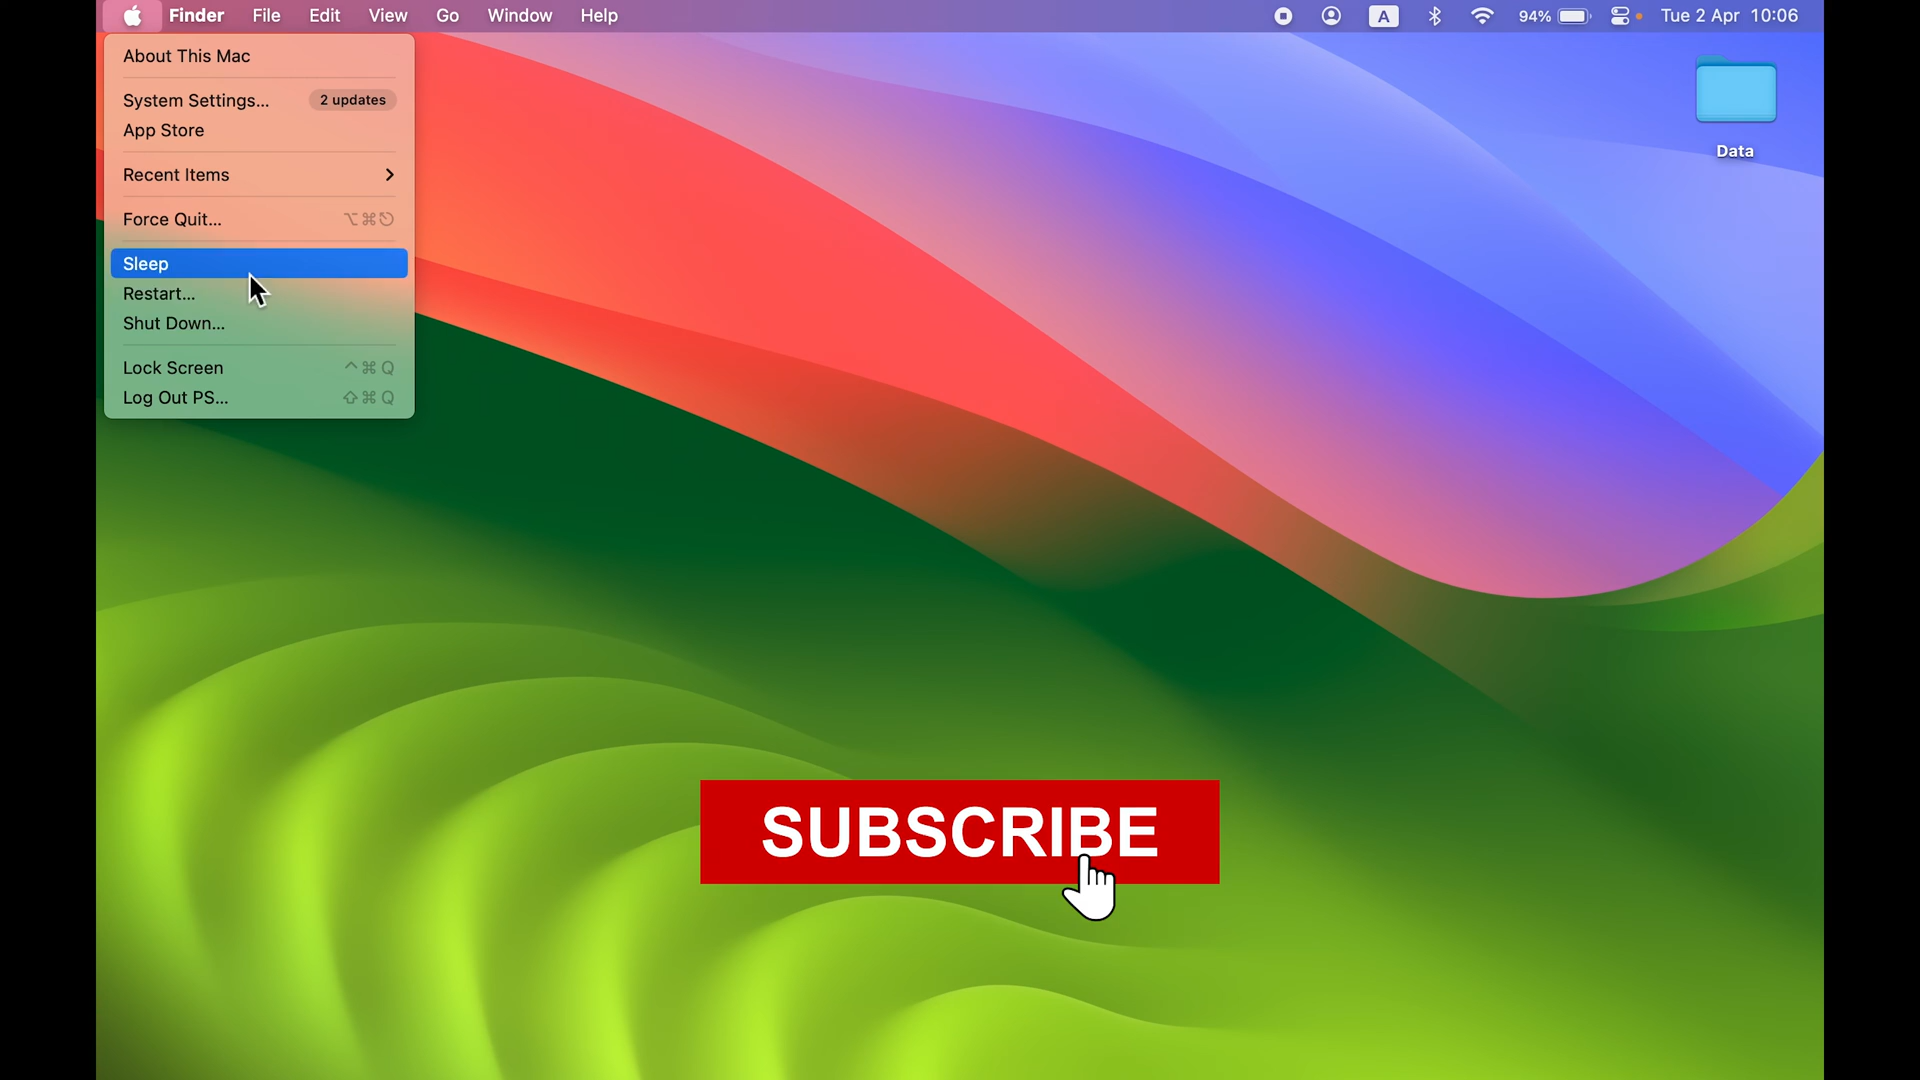 Finder File Edit View Go Window Help A 94% Tue 2 Apr 10:06
About This Mac
System Settings... 2 updates
App Store
Recent Items
Force Quit... ⌥⌘⎋
Sleep
Restart...
Shut Down...
Lock Screen ^⌘Q
Log Out PS... ⇧⌘Q
Data
SUBSCRIBE